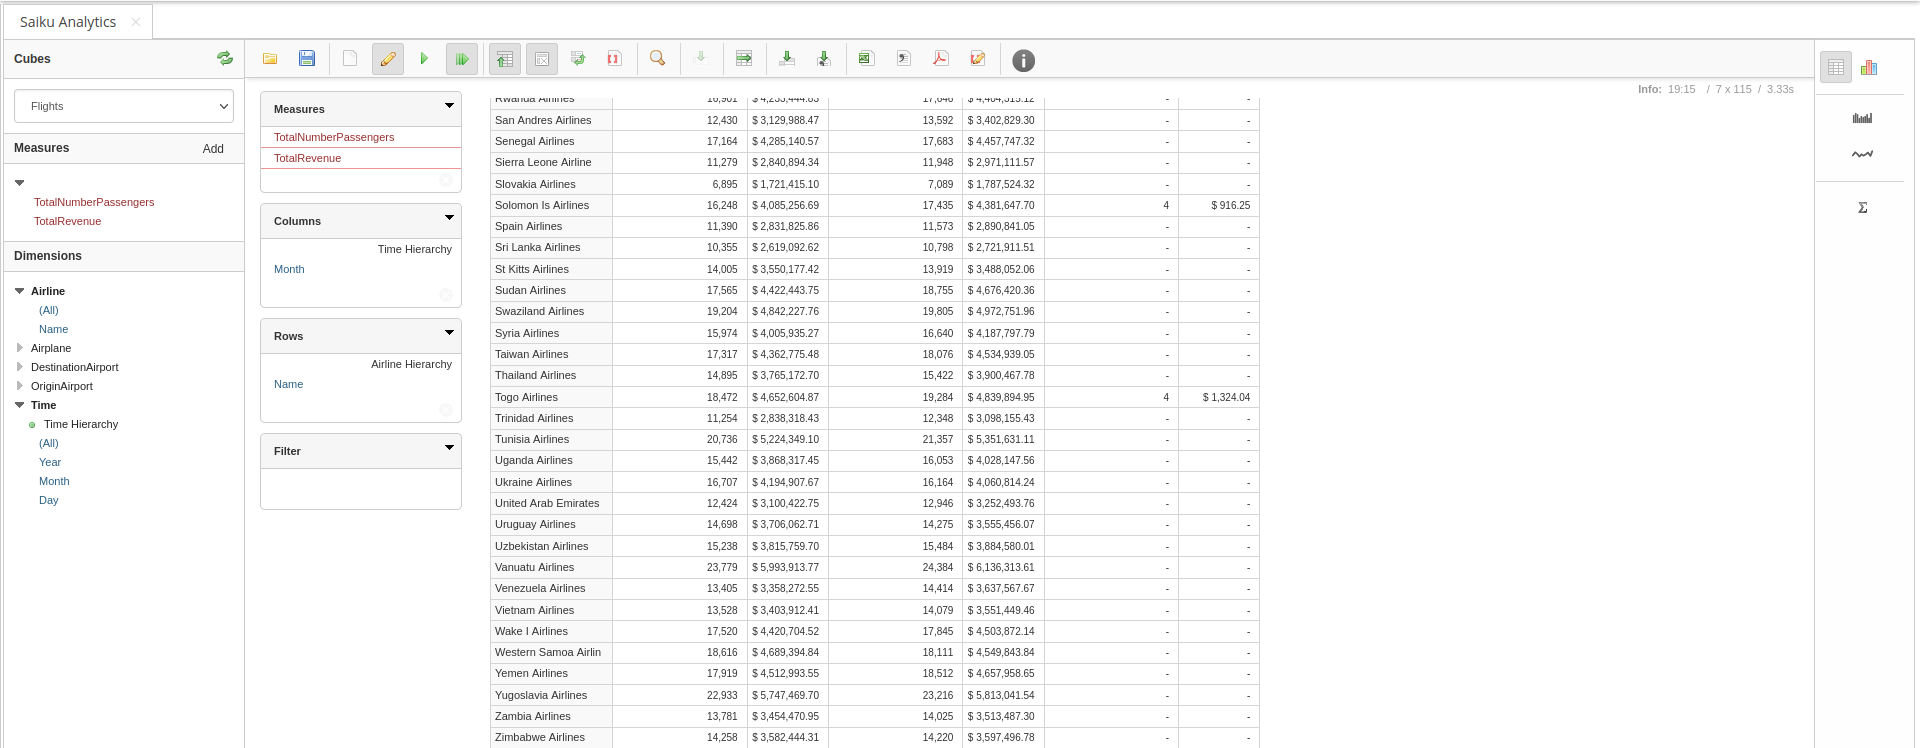 Saiku Analytics ×
Cubes
Flights
Measures Add
TotalNumberPassengers
TotalRevenue
Dimensions
Airline
(All)
Name
Airplane
DestinationAirport
OriginAirport
Time
Time Hierarchy
(All)
Year
Month
Day
Measures
TotalNumberPassengers
TotalRevenue
Columns
Time Hierarchy
Month
Rows
Airline Hierarchy
Name
Filter
Info: 19:15 / 7 x 115 / 3.33s
Rwanda Airlines - -
San Andres Airlines 12,430 $ 3,129,988.47 13,592 $ 3,402,829.30 - -
Senegal Airlines 17,164 $ 4,285,140.57 17,683 $ 4,457,747.32 - -
Sierra Leone Airline 11,279 $ 2,840,894.34 11,948 $ 2,971,111.57 - -
Slovakia Airlines 6,895 $ 1,721,415.10 7,089 $ 1,787,524.32 - -
Solomon Is Airlines 16,248 $ 4,085,256.69 17,435 $ 4,381,647.70 4 $ 916.25
Spain Airlines 11,390 $ 2,831,825.86 11,573 $ 2,890,841.05 - -
Sri Lanka Airlines 10,355 $ 2,619,092.62 10,798 $ 2,721,911.51 - -
St Kitts Airlines 14,005 $ 3,550,177.42 13,919 $ 3,488,052.06 - -
Sudan Airlines 17,565 $ 4,422,443.75 18,755 $ 4,676,420.36 - -
Swaziland Airlines 19,204 $ 4,842,227.76 19,805 $ 4,972,751.96 - -
Syria Airlines 15,974 $ 4,005,935.27 16,640 $ 4,187,797.79 - -
Taiwan Airlines 17,317 $ 4,362,775.48 18,076 $ 4,534,939.05 - -
Thailand Airlines 14,895 $ 3,765,172.70 15,422 $ 3,900,467.78 - -
Togo Airlines 18,472 $ 4,652,604.87 19,284 $ 4,839,894.95 4 $ 1,324.04
Trinidad Airlines 11,254 $ 2,838,318.43 12,348 $ 3,098,155.43 - -
Tunisia Airlines 20,736 $ 5,224,349.10 21,357 $ 5,351,631.11 - -
Uganda Airlines 15,442 $ 3,868,317.45 16,053 $ 4,028,147.56 - -
Ukraine Airlines 16,707 $ 4,194,907.67 16,164 $ 4,060,814.24 - -
United Arab Emirates 12,424 $ 3,100,422.75 12,946 $ 3,252,493.76 - -
Uruguay Airlines 14,698 $ 3,706,062.71 14,275 $ 3,555,456.07 - -
Uzbekistan Airlines 15,238 $ 3,815,759.70 15,484 $ 3,884,580.01 - -
Vanuatu Airlines 23,779 $ 5,993,913.77 24,384 $ 6,136,313.61 - -
Venezuela Airlines 13,405 $ 3,358,272.55 14,414 $ 3,637,567.67 - -
Vietnam Airlines 13,528 $ 3,403,912.41 14,079 $ 3,551,449.46 - -
Wake I Airlines 17,520 $ 4,420,704.52 17,845 $ 4,503,872.14 - -
Western Samoa Airlin 18,616 $ 4,689,394.84 18,111 $ 4,549,843.84 - -
Yemen Airlines 17,919 $ 4,512,993.55 18,512 $ 4,657,958.65 - -
Yugoslavia Airlines 22,933 $ 5,747,469.70 23,216 $ 5,813,041.54 - -
Zambia Airlines 13,781 $ 3,454,470.95 14,025 $ 3,513,487.30 - -
Zimbabwe Airlines 14,258 $ 3,582,444.31 14,220 $ 3,597,496.78 - -